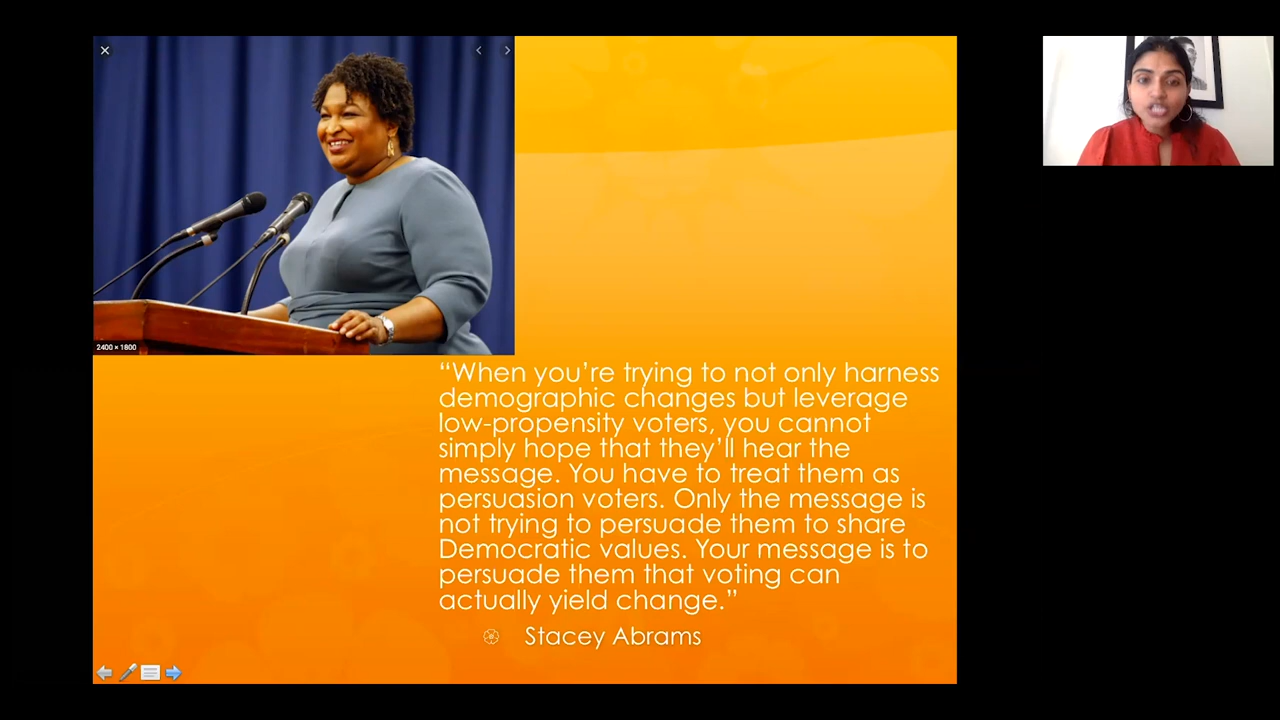 2400 × 1800
“When you’re trying to not only harness
demographic changes but leverage
low-propensity voters, you cannot
simply hope that they’ll hear the
message. You have to treat them as
persuasion voters. Only the message is
not trying to persuade them to share
Democratic values. Your message is to
persuade them that voting can
actually yield change.”
Stacey Abrams